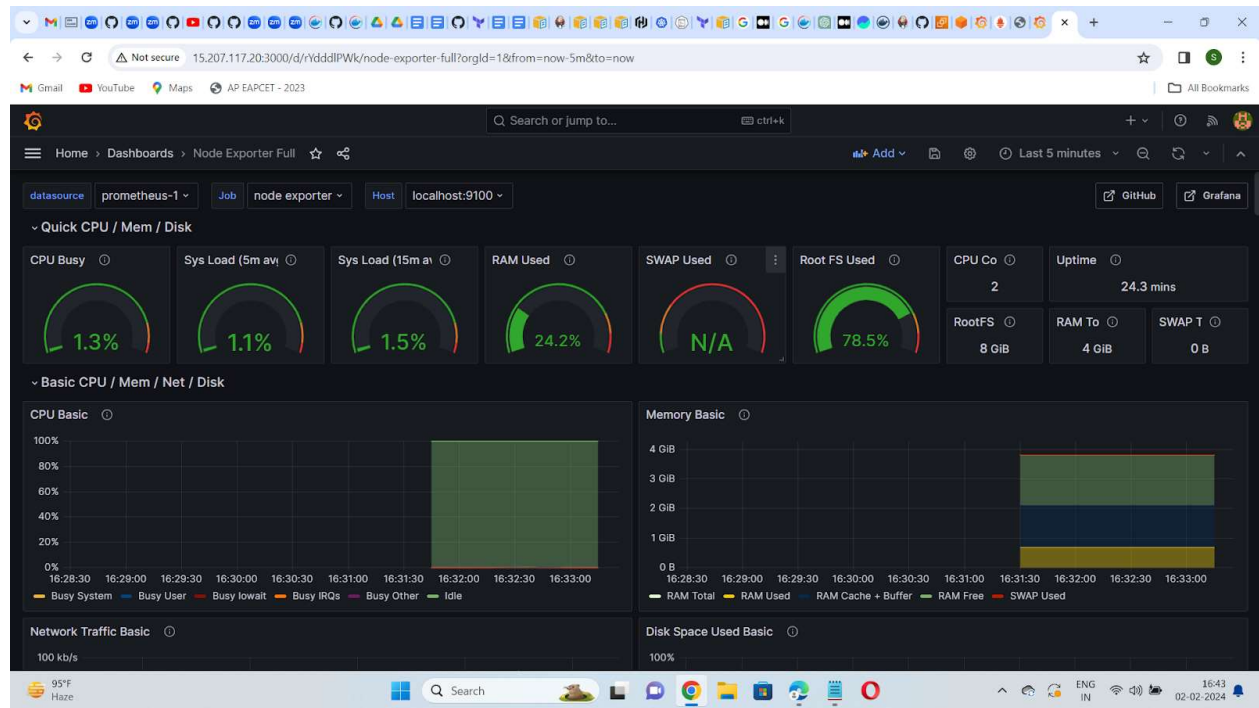 Not secure 15.207.117.20:3000/d/rYdddlPWk/node-exporter-full?orgId=1&from=now-5m&to=now
Gmail YouTube Maps AP EAPCET - 2023 All Bookmarks
Search or jump to... ctrl+k
Home › Dashboards › Node Exporter Full Add Last 5 minutes
datasource prometheus-1 Job node exporter Host localhost:9100 GitHub Grafana
Quick CPU / Mem / Disk
CPU Busy Sys Load (5m avg Sys Load (15m av RAM Used SWAP Used Root FS Used CPU Co Uptime
2 24.3 mins
RootFS RAM To SWAP T
1.3% 1.1% 1.5% 24.2% N/A 78.5% 8 GiB 4 GiB 0 B
Basic CPU / Mem / Net / Disk
CPU Basic
100%
80%
60%
40%
20%
0%
16:28:30 16:29:00 16:29:30 16:30:00 16:30:30 16:31:00 16:31:30 16:32:00 16:32:30 16:33:00
Busy System Busy User Busy Iowait Busy IRQs Busy Other Idle
Memory Basic
4 GiB
3 GiB
2 GiB
1 GiB
0 B
16:28:30 16:29:00 16:29:30 16:30:00 16:30:30 16:31:00 16:31:30 16:32:00 16:32:30 16:33:00
RAM Total RAM Used RAM Cache + Buffer RAM Free SWAP Used
Network Traffic Basic
100 kb/s
Disk Space Used Basic
100%
95°F
Haze
Search
ENG
IN
16:43
02-02-2024